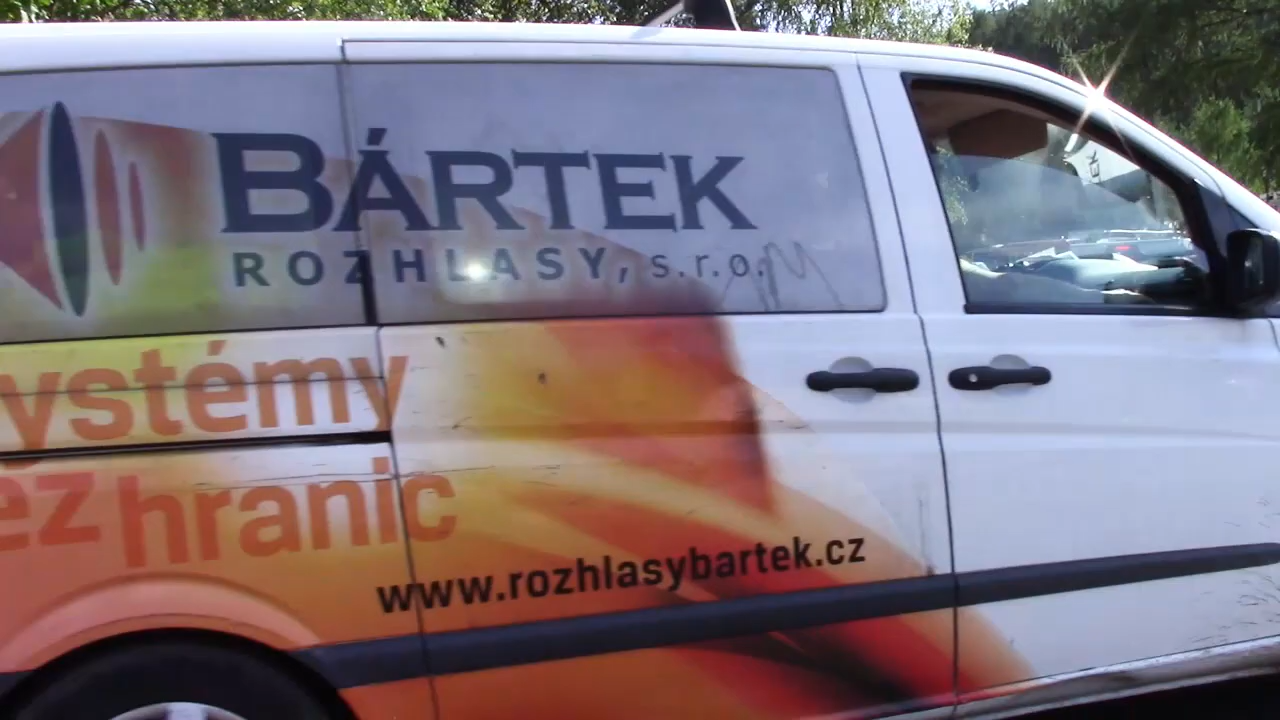 BÁRTEK
ROZHLASY, s.r.o.
ystémy
ez hranic
www.rozhlasybartek.cz